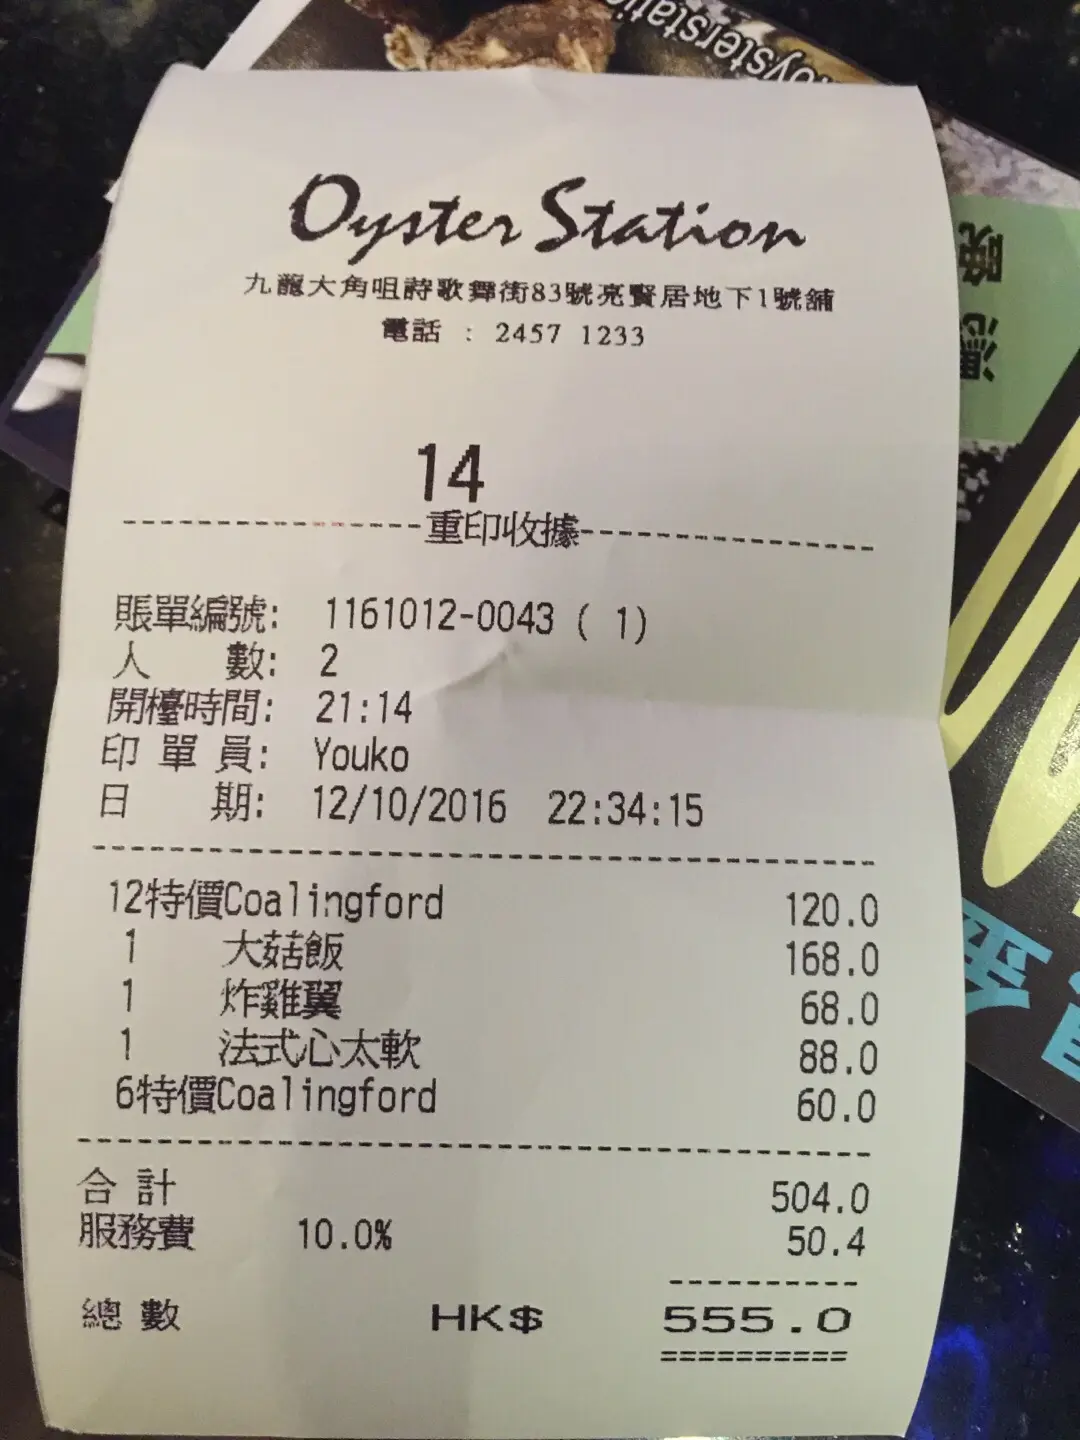 oysterstatio
Oyster Station
九龍大角咀詩歌舞街83號亮賢居地下1號舖
電話 : 2457 1233
14
--------------------重印收據--------------------
賬單編號: 1161012-0043 ( 1)
人 數: 2
開檯時間: 21:14
印 單 員: Youko
日 期: 12/10/2016 22:34:15
12特價Coalingford 120.0
1 大菇飯 168.0
1 炸雞翼 68.0
1 法式心太軟 88.0
6特價Coalingford 60.0
合 計 504.0
服務費 10.0% 50.4
總 數 HK$ 555.0